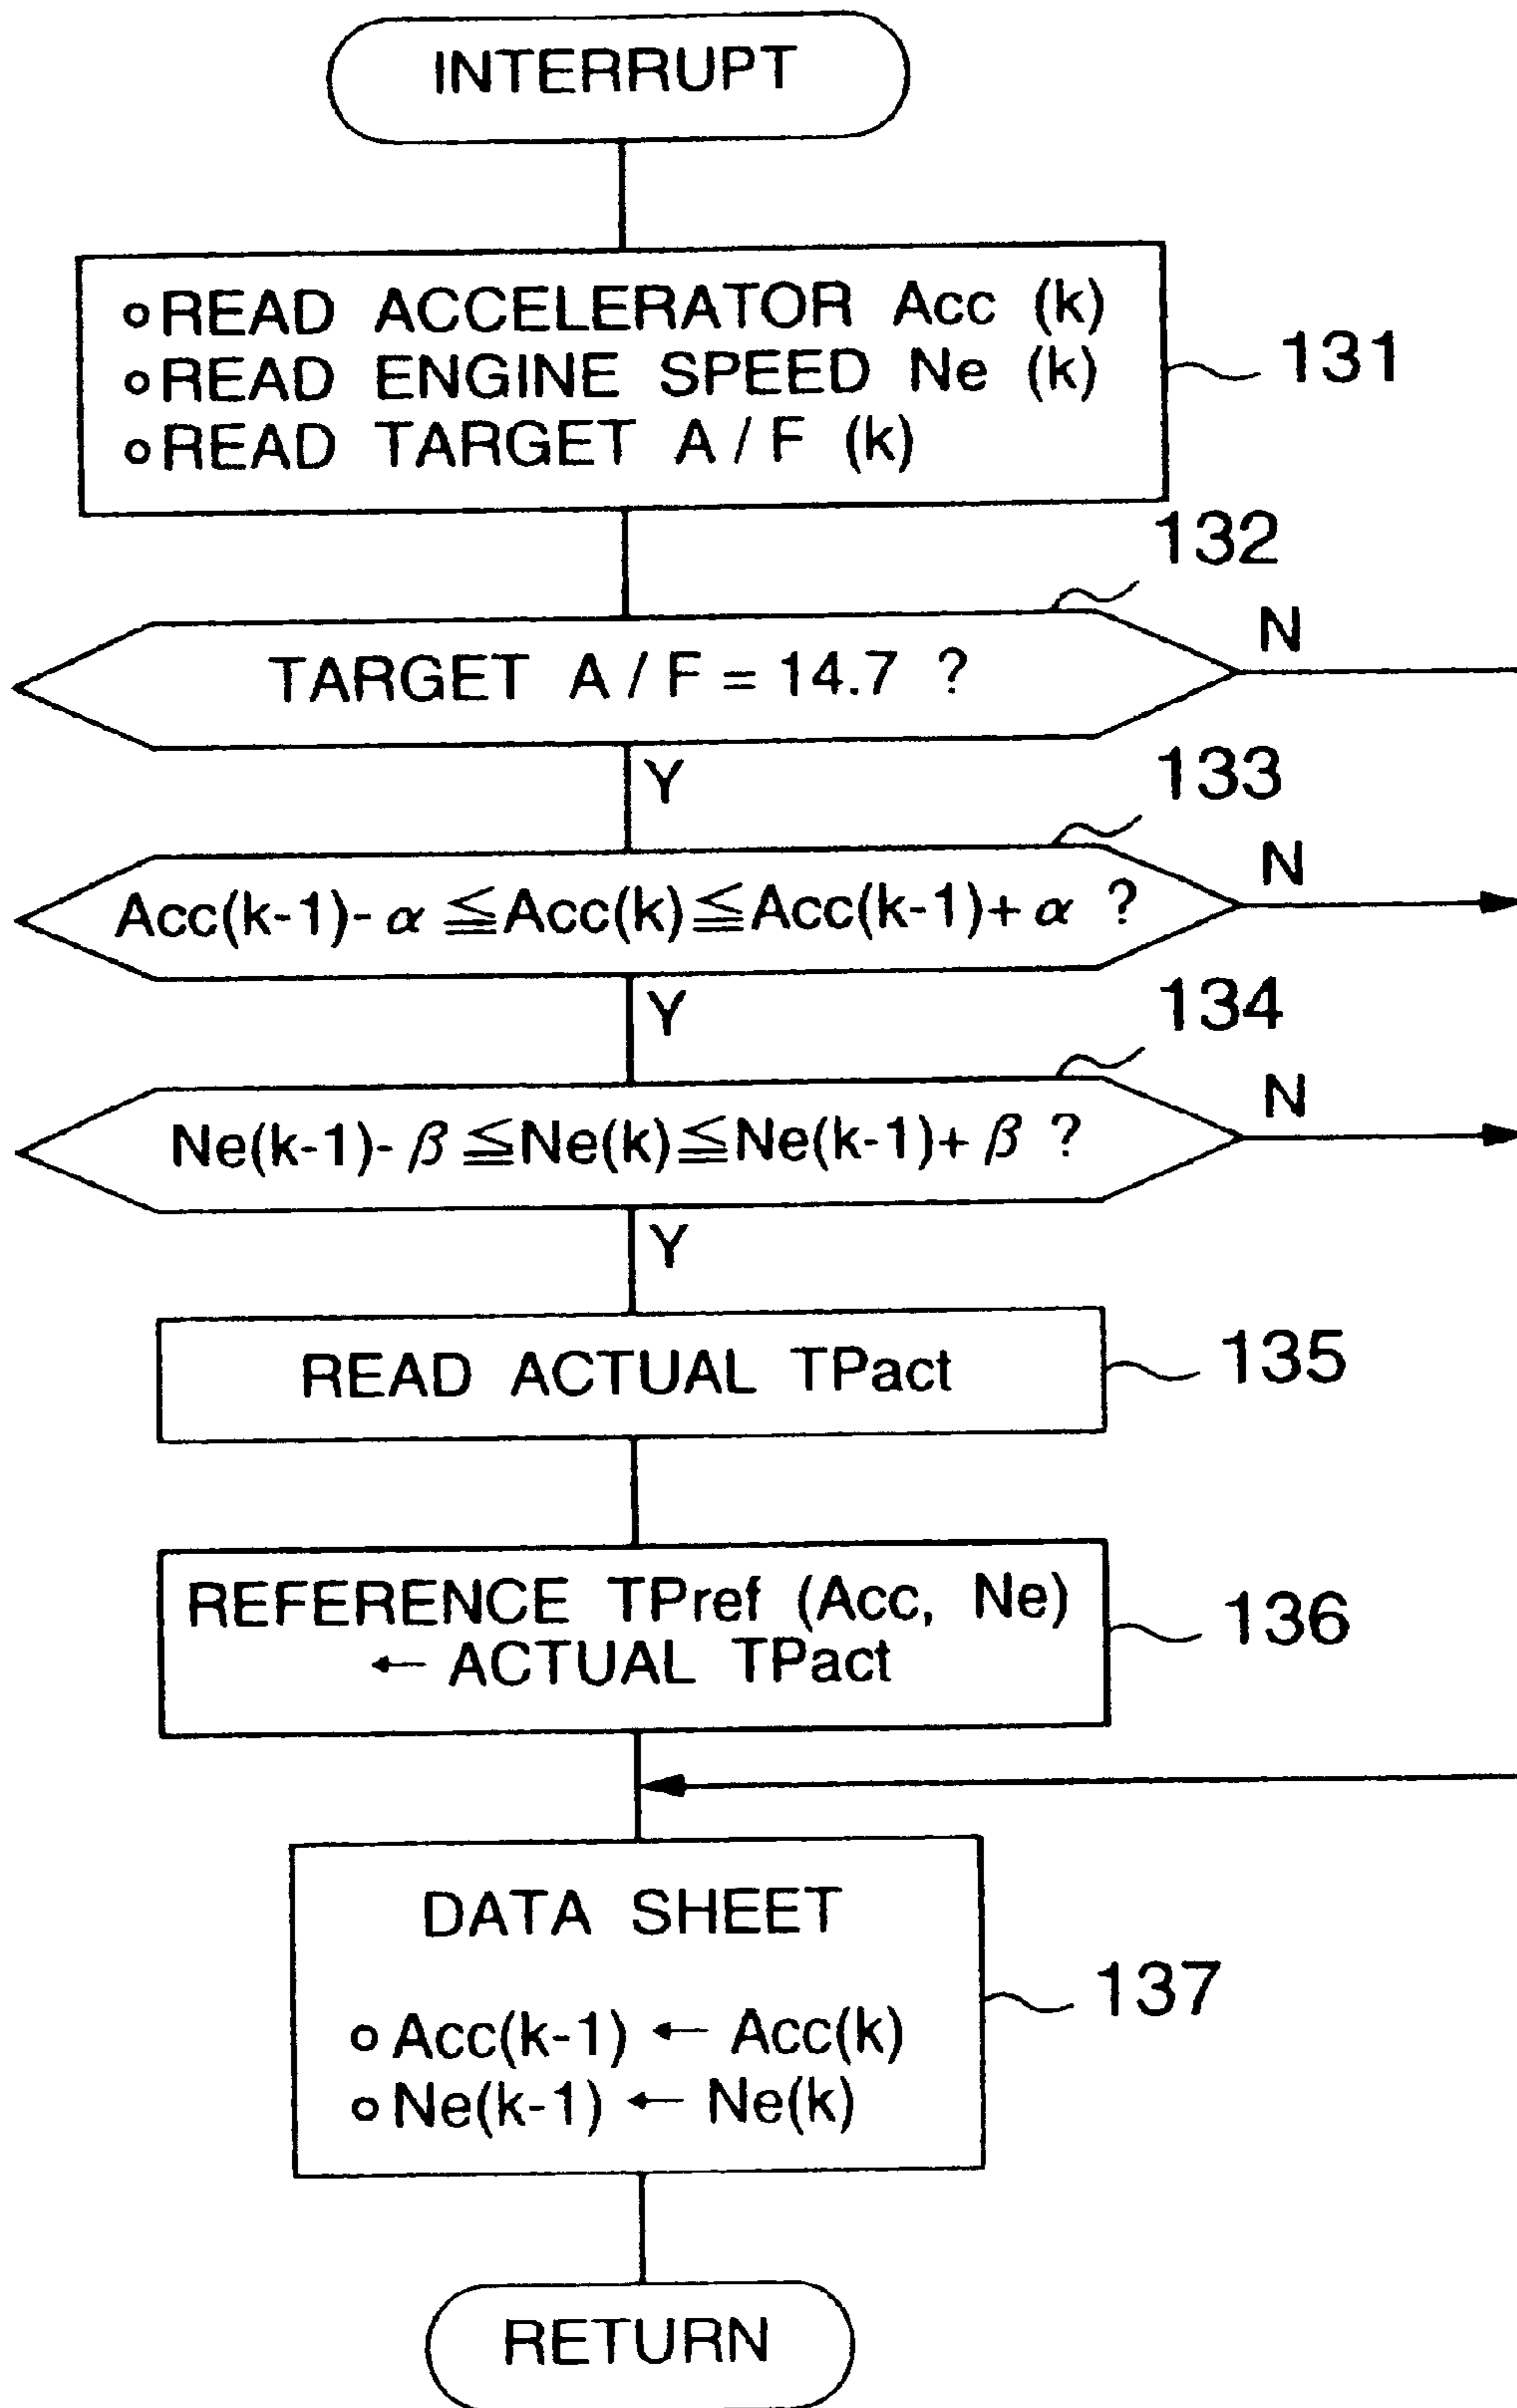 INTERRUPT
∘READ ACCELERATOR Acc (k)
∘READ ENGINE SPEED Ne (k)
∘READ TARGET A / F (k)
131
132
TARGET A / F = 14.7 ?
N
Y
133
Acc(k-1)- α ≦Acc(k)≦Acc(k-1)+ α ?
N
Y
134
Ne(k-1)- β ≦Ne(k)≦Ne(k-1)+ β ?
N
Y
READ ACTUAL TPact
135
REFERENCE TPref (Acc, Ne)
← ACTUAL TPact
136
DATA SHEET
∘ Acc(k-1) ← Acc(k)
∘ Ne(k-1) ← Ne(k)
137
RETURN